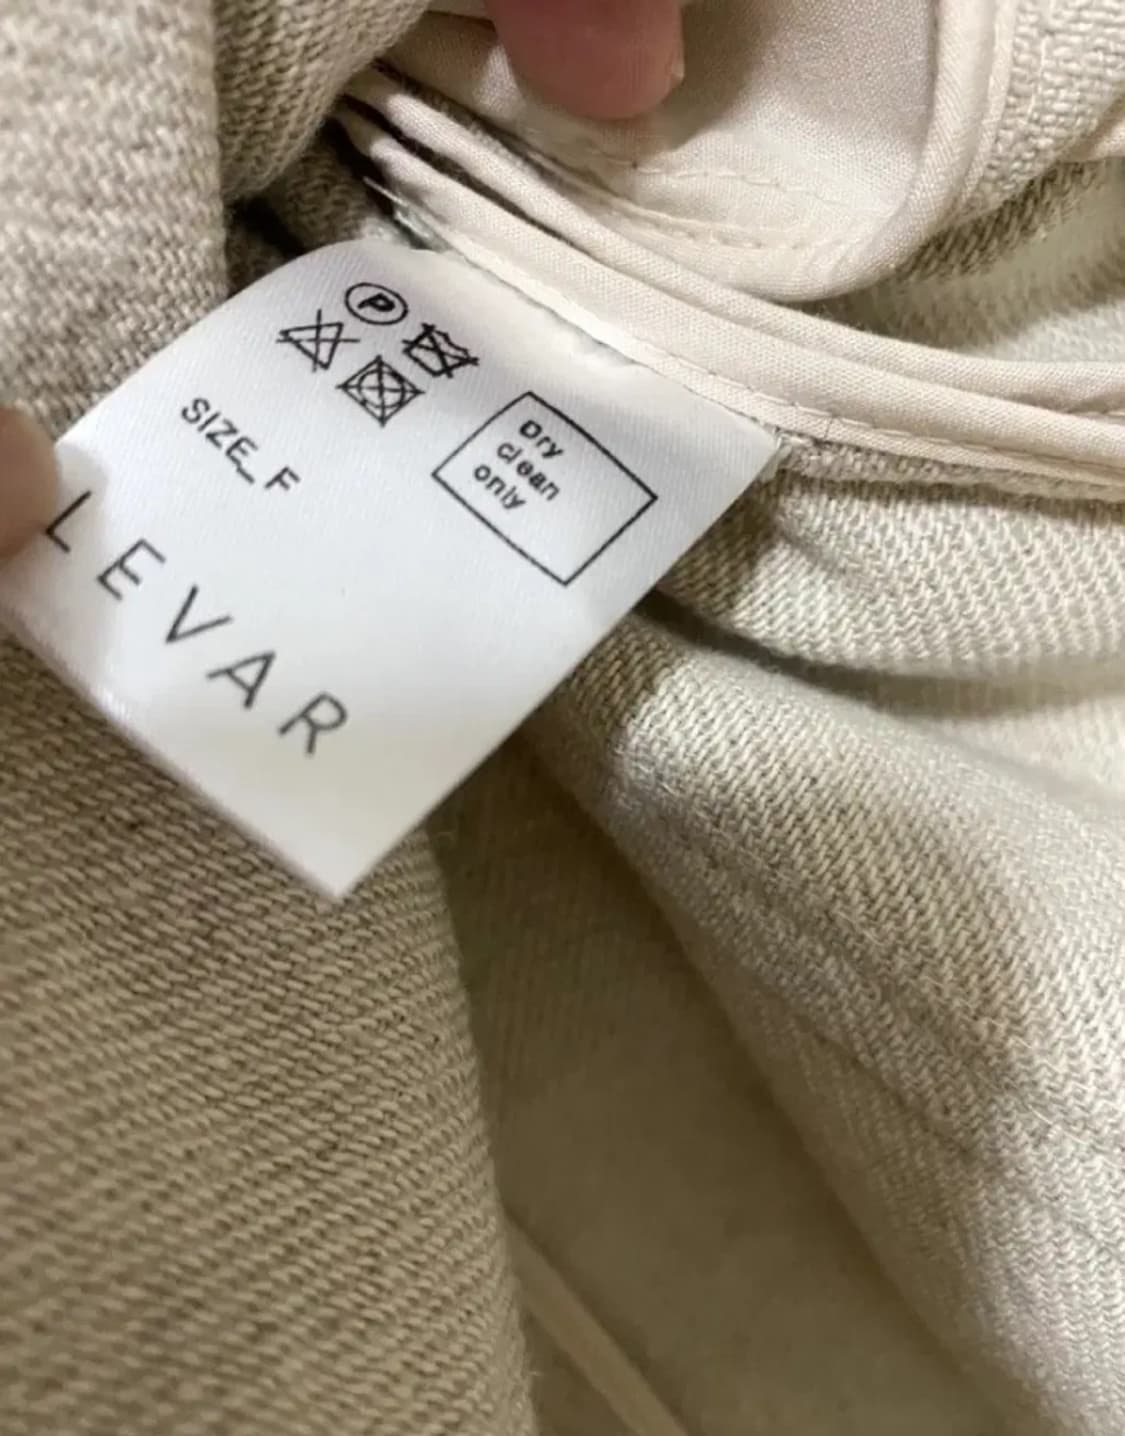 P
SIZE_F
Dry
clean
only
LEVAR